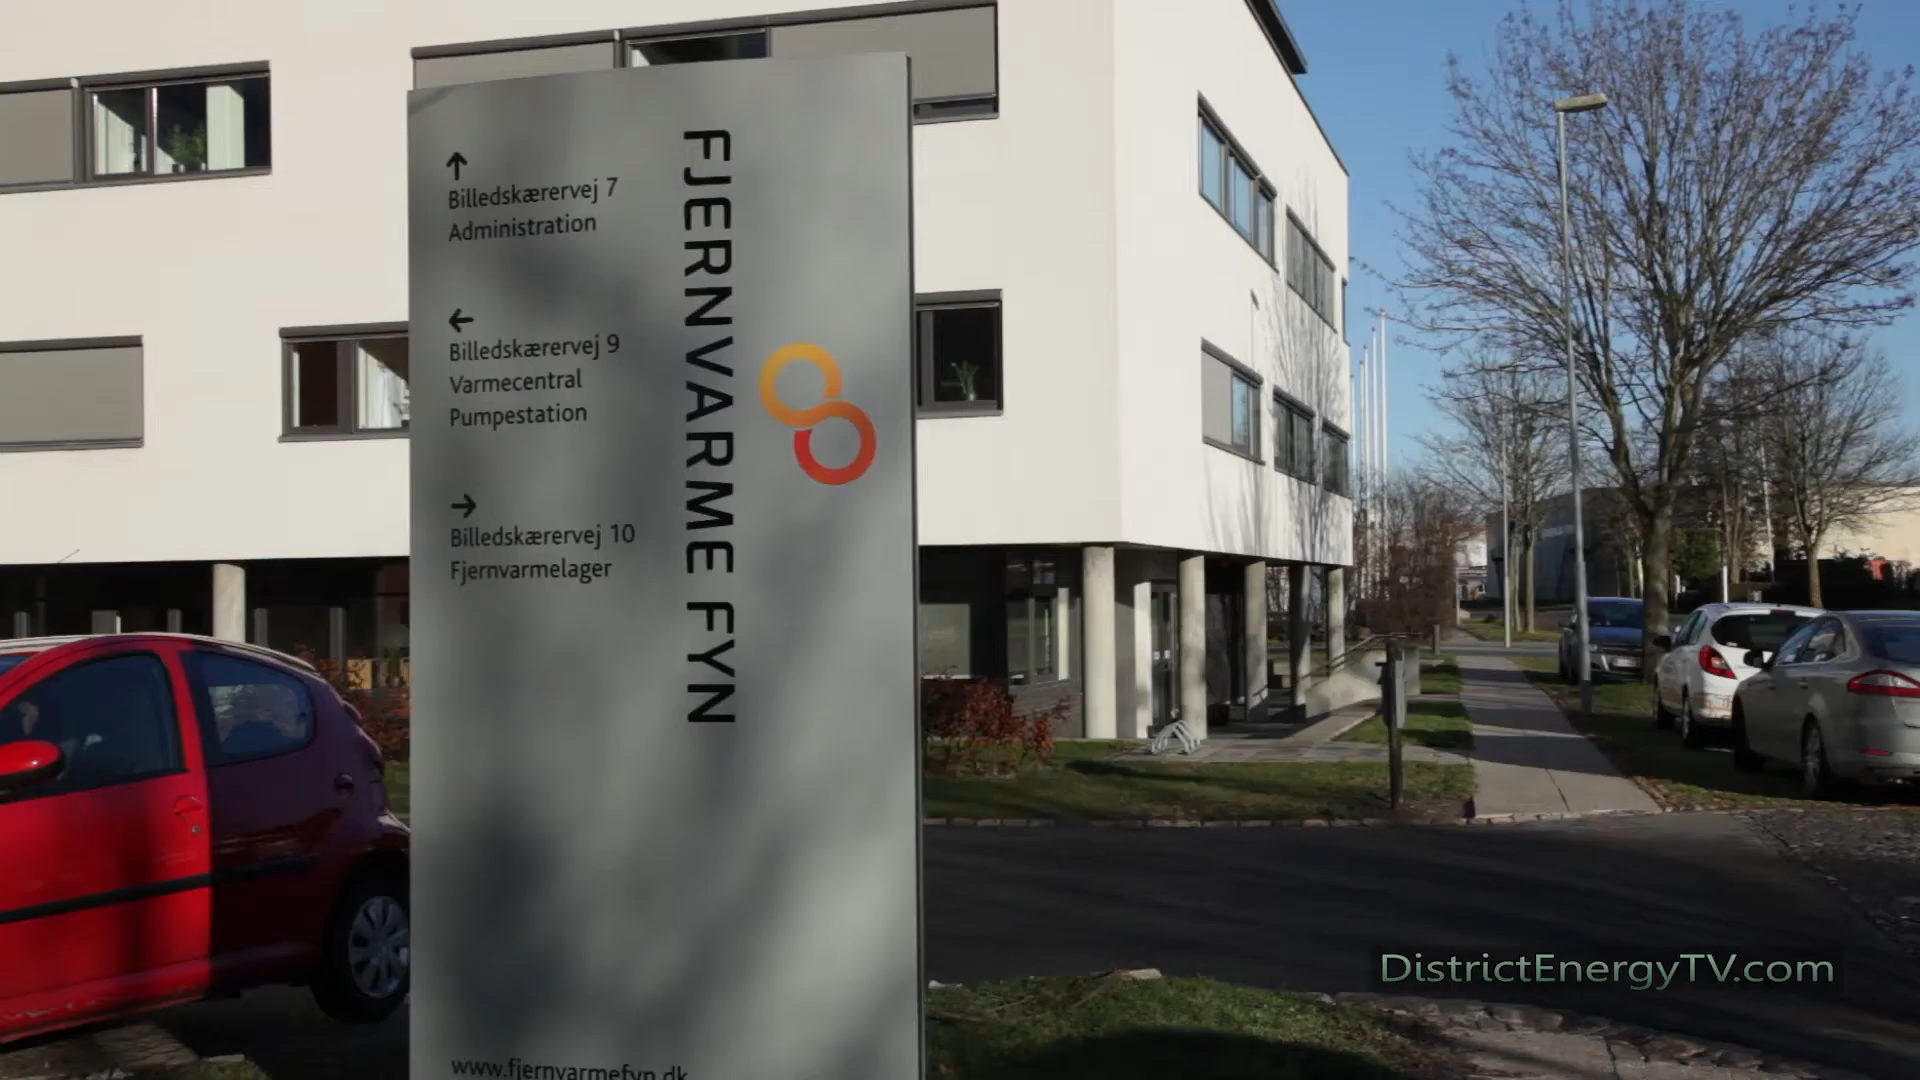 Billedskærervej 7
Administration
Billedskærervej 9
Varmecentral
Pumpestation
Billedskærervej 10
Fjernvarmelager
FJERNVARME FYN
www.fjernvarmefyn.dk
DistrictEnergyTV.com